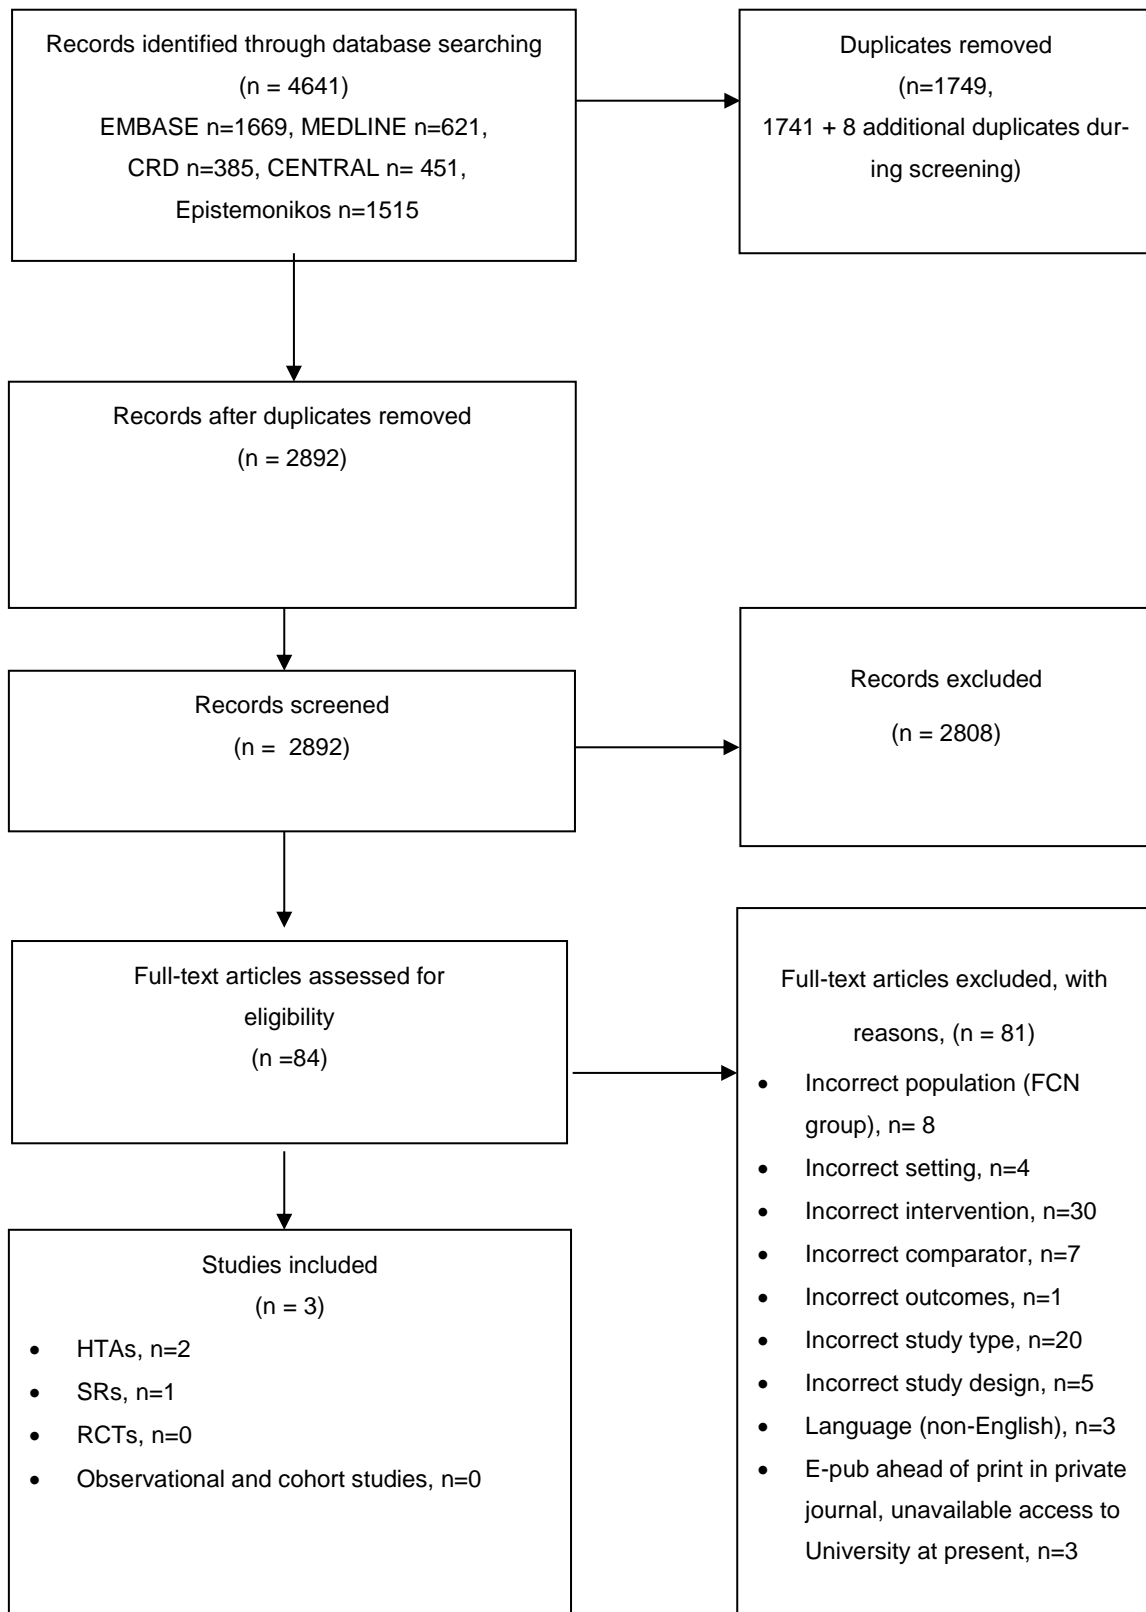 Records identified through database searching
(n = 4641)
EMBASE n=1669, MEDLINE n=621,
CRD n=385, CENTRAL n= 451,
Epistemonikos n=1515
Duplicates removed
(n=1749,
1741 + 8 additional duplicates dur-
ing screening)
Records after duplicates removed
(n = 2892)
Records screened
(n =  2892)
Records excluded
(n = 2808)
Full-text articles assessed for
eligibility
(n =84)
Full-text articles excluded, with
reasons, (n = 81)
• Incorrect population (FCN
group), n= 8
• Incorrect setting, n=4
• Incorrect intervention, n=30
• Incorrect comparator, n=7
• Incorrect outcomes, n=1
• Incorrect study type, n=20
• Incorrect study design, n=5
• Language (non-English), n=3
• E-pub ahead of print in private
journal, unavailable access to
University at present, n=3
Studies included
(n = 3)
• HTAs, n=2
• SRs, n=1
• RCTs, n=0
• Observational and cohort studies, n=0